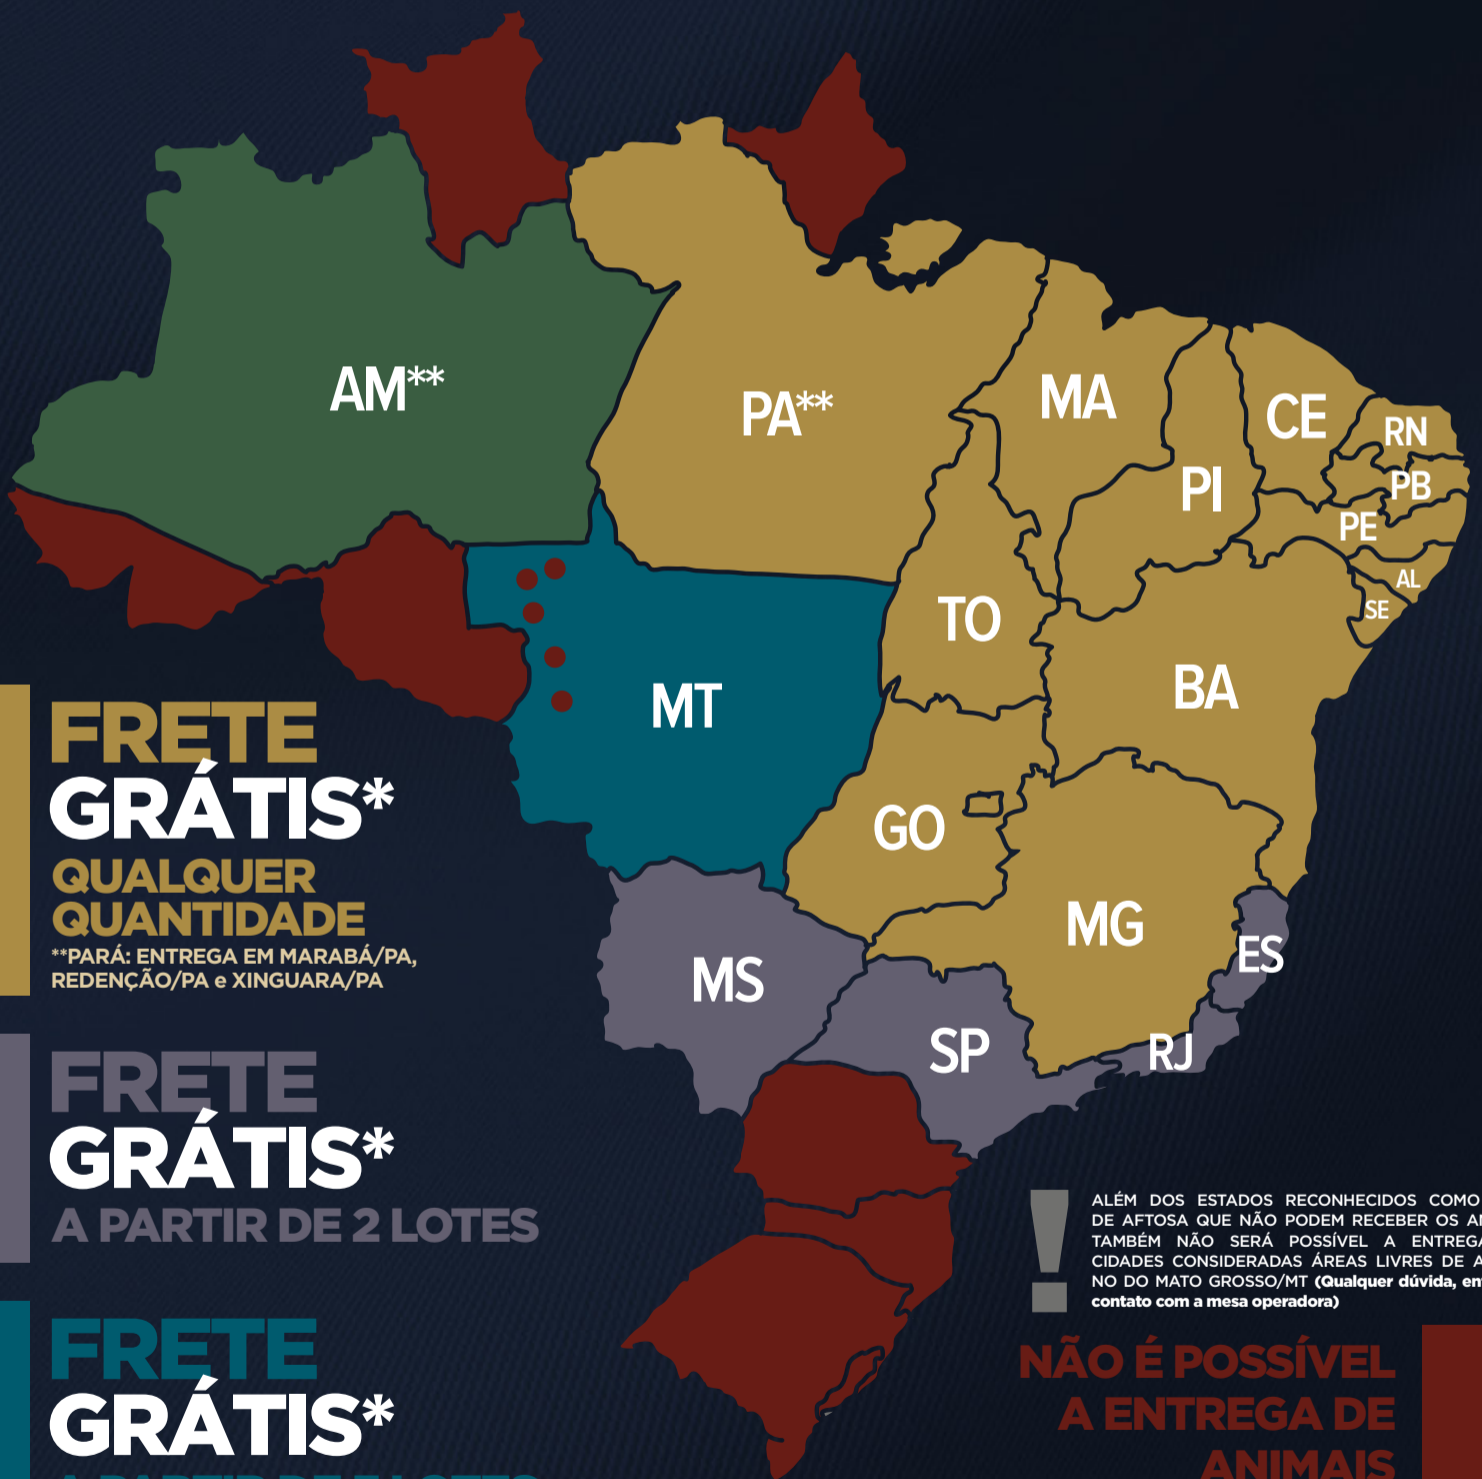 AM**
PA**
MA
CE
RN
PI
PB
PE
AL
SE
TO
BA
MT
GO
MG
ES
MS
SP
RJ
FRETE
GRÁTIS*
QUALQUER
QUANTIDADE
**PARÁ: ENTREGA EM MARABÁ/PA,
REDENÇÃO/PA e XINGUARA/PA
FRETE
GRÁTIS*
A PARTIR DE 2 LOTES
FRETE
GRÁTIS*
!
ALÉM DOS ESTADOS RECONHECIDOS COMO
DE AFTOSA QUE NÃO PODEM RECEBER OS
TAMBÉM NÃO SERÁ POSSÍVEL A ENTREGA
CIDADES CONSIDERADAS ÁREAS LIVRES DE
NO DO MATO GROSSO/MT (Qualquer dúvida,
contato com a mesa operadora)
NÃO É POSSÍVEL
A ENTREGA DE
ANIMAIS